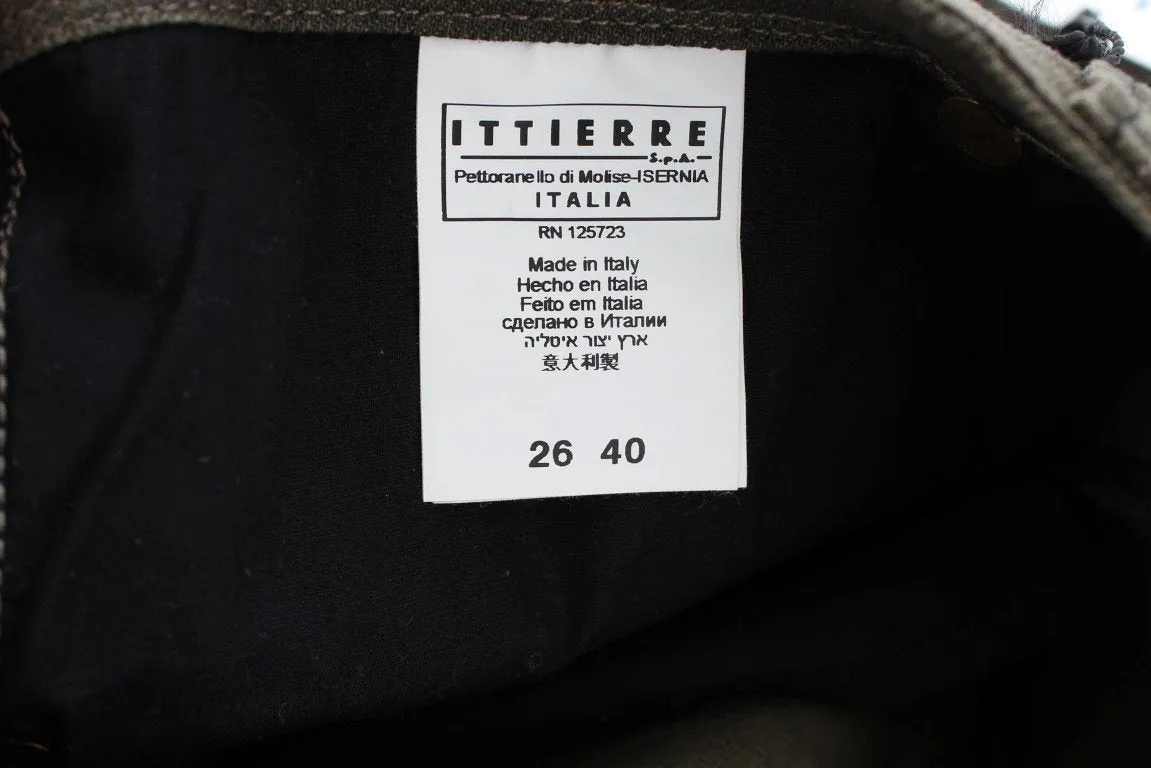 ITTIERRE
S.p.A.
Pettoranello di Molise-ISERNIA
ITALIA
RN 125723
Made in Italy
Hecho en Italia
Feito em Italia
сделано в Италии
ארץ יצור איטליה
意大利製
26 40